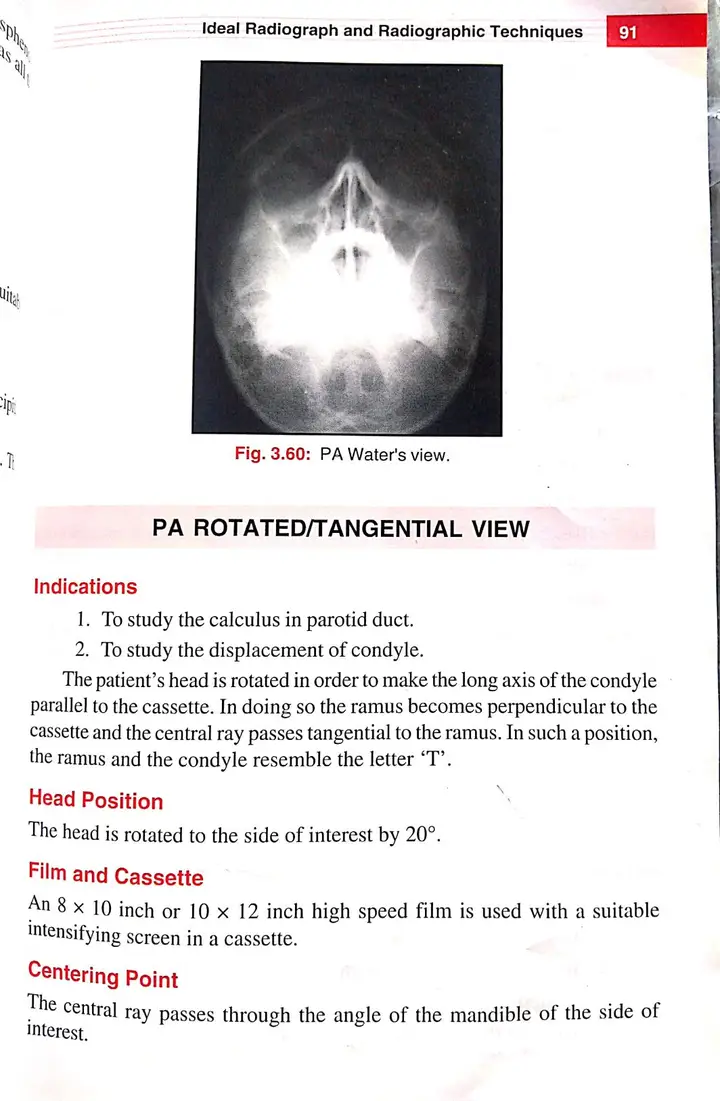 Ideal Radiograph and Radiographic Techniques 91
Fig. 3.60: PA Water's view.
PA ROTATED/TANGENTIAL VIEW
Indications
1. To study the calculus in parotid duct.
2. To study the displacement of condyle.
The patient's head is rotated in order to make the long axis of the condyle
parallel to the cassette. In doing so the ramus becomes perpendicular to the
cassette and the central ray passes tangential to the ramus. In such a position,
the ramus and the condyle resemble the letter ‘T’.
Head Position
The head is rotated to the side of interest by 20°.
Film and Cassette
An 8 × 10 inch or 10 × 12 inch high speed film is used with a suitable
intensifying screen in a cassette.
Centering Point
The central ray passes through the angle of the mandible of the side of
interest.